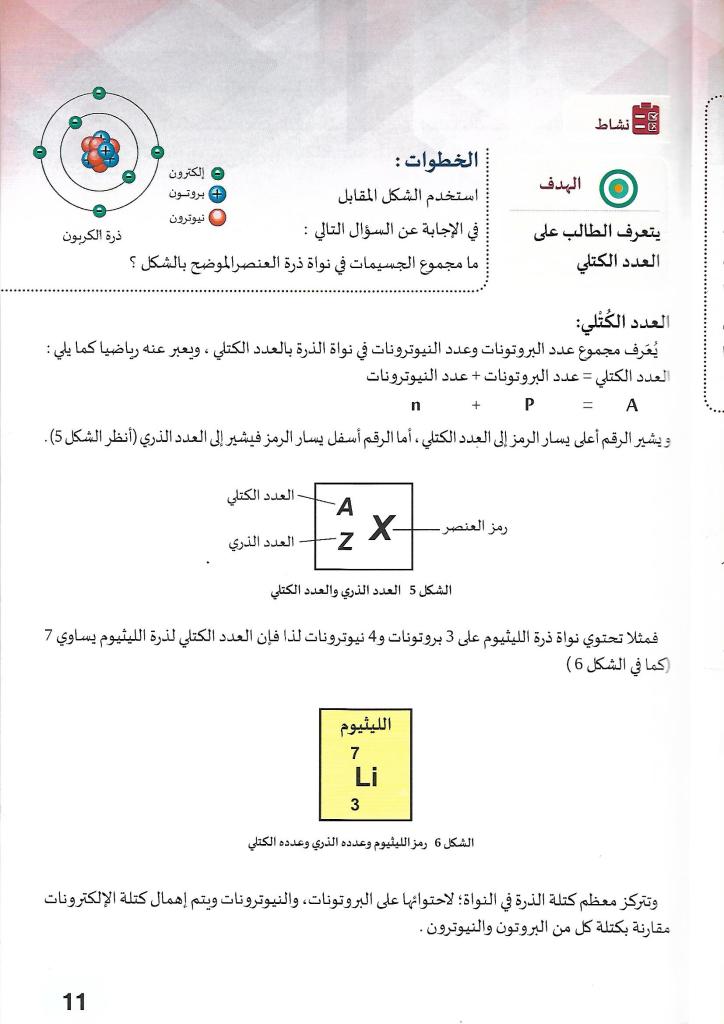 نشاط
الهدف
يتعرف الطالب على
العدد الكتلي
الخطوات :
استخدم الشكل المقابل
في الإجابة عن السؤال التالي :
ما مجموع الجسيمات في نواة ذرة العنصر الموضح بالشكل ؟
إلكترون
بروتون
نيوترون
ذرة الكربون
العدد الكُتْلي:
يُعَرف مجموع عدد البروتونات وعدد النيوترونات في نواة الذرة بالعدد الكتلي ، ويعبر عنه رياضيا كما يلي :
العدد الكتلي = عدد البروتونات + عدد النيوترونات
A = P + n
ويشير الرقم أعلى يسار الرمز إلى العدد الكتلي ، أما الرقم أسفل يسار الرمز فيشير إلى العدد الذري (أنظر الشكل 5).
العدد الكتلي
A
رمز العنصر
X
العدد الذري
Z
الشكل 5 العدد الذري والعدد الكتلي
فمثلا تحتوي نواة ذرة الليثيوم على 3 بروتونات و4 نيوترونات لذا فإن العدد الكتلي لذرة الليثيوم يساوي 7
(كما في الشكل 6 )
الليثيوم
7
Li
3
الشكل 6 رمز الليثيوم وعدده الذري وعدده الكتلي
وتتركز معظم كتلة الذرة في النواة؛ لاحتوائها على البروتونات، والنيوترونات ويتم إهمال كتلة الإلكترونات
مقارنة بكتلة كل من البروتون والنيوترون .
11